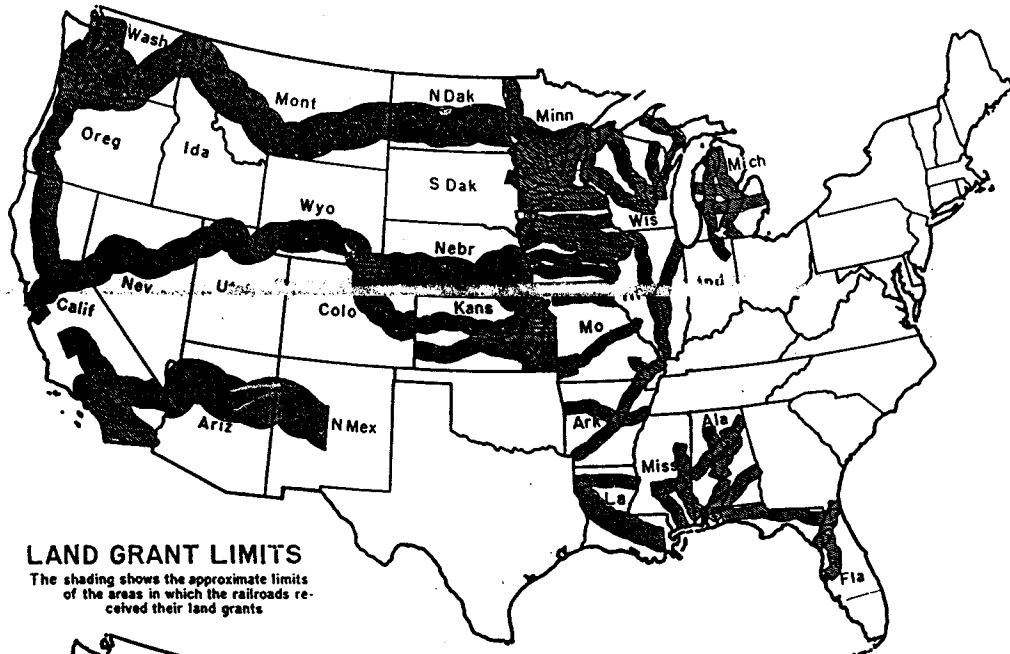 Wash
Mont
N Dak
Minn
Oreg
Ida
S Dak
Mich
Wyo
Wis
Nebr
Nev
Calif
Colo
Kans
Mo
Ariz
N Mex
Ark
Miss
Ala
La
Fla
LAND GRANT LIMITS
The shading shows the approximate limits
of the areas in which the railroads re-
ceived their land grants